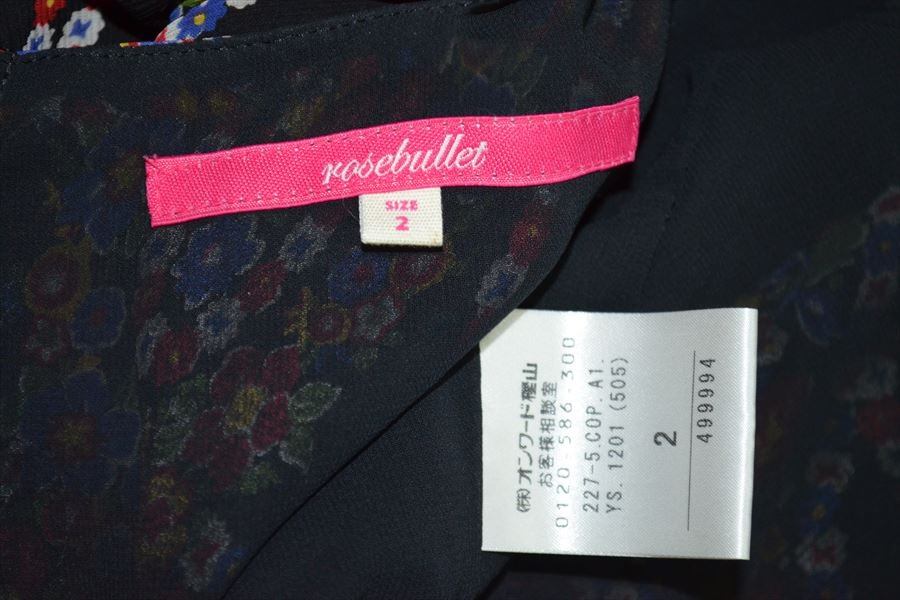 rosebullet
SIZE
2
(株)オンワード樫山
お客様相談室
0120-586-300
227-5.COP.A1.
YS.1201(505)
2
499994